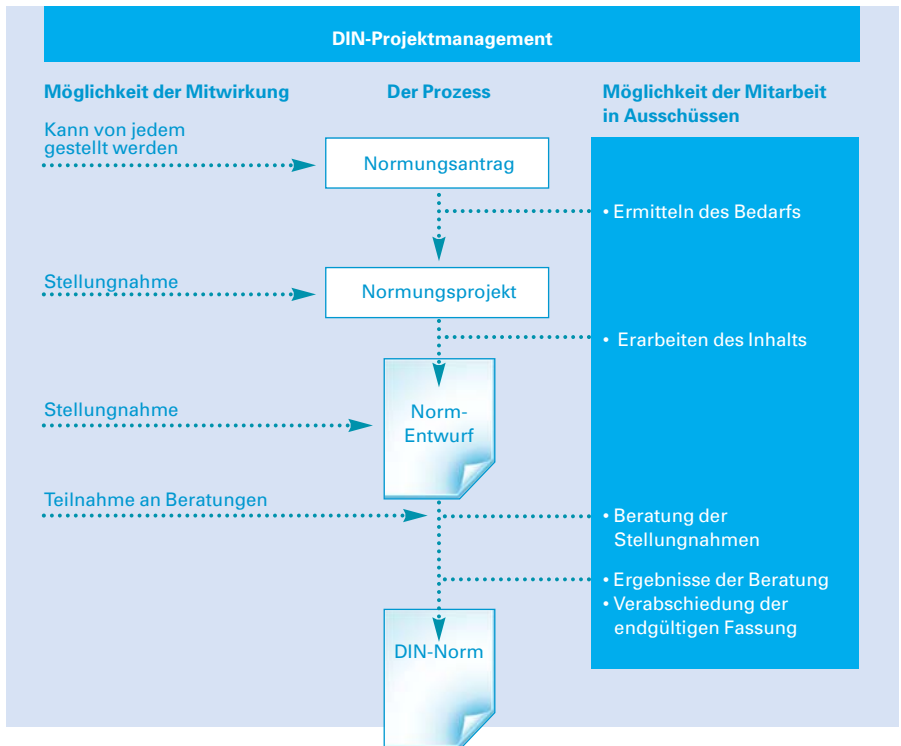 DIN-Projektmanagement
Möglichkeit der Mitwirkung
Der Prozess
Möglichkeit der Mitarbeit
in Ausschüssen
Kann von jedem
gestellt werden
Normungsantrag
• Ermitteln des Bedarfs
Stellungnahme
Normungsprojekt
• Erarbeiten des Inhalts
Stellungnahme
Norm-
Entwurf
Teilnahme an Beratungen
• Beratung der
Stellungnahmen
• Ergebnisse der Beratung
• Verabschiedung der
endgültigen Fassung
DIN-Norm